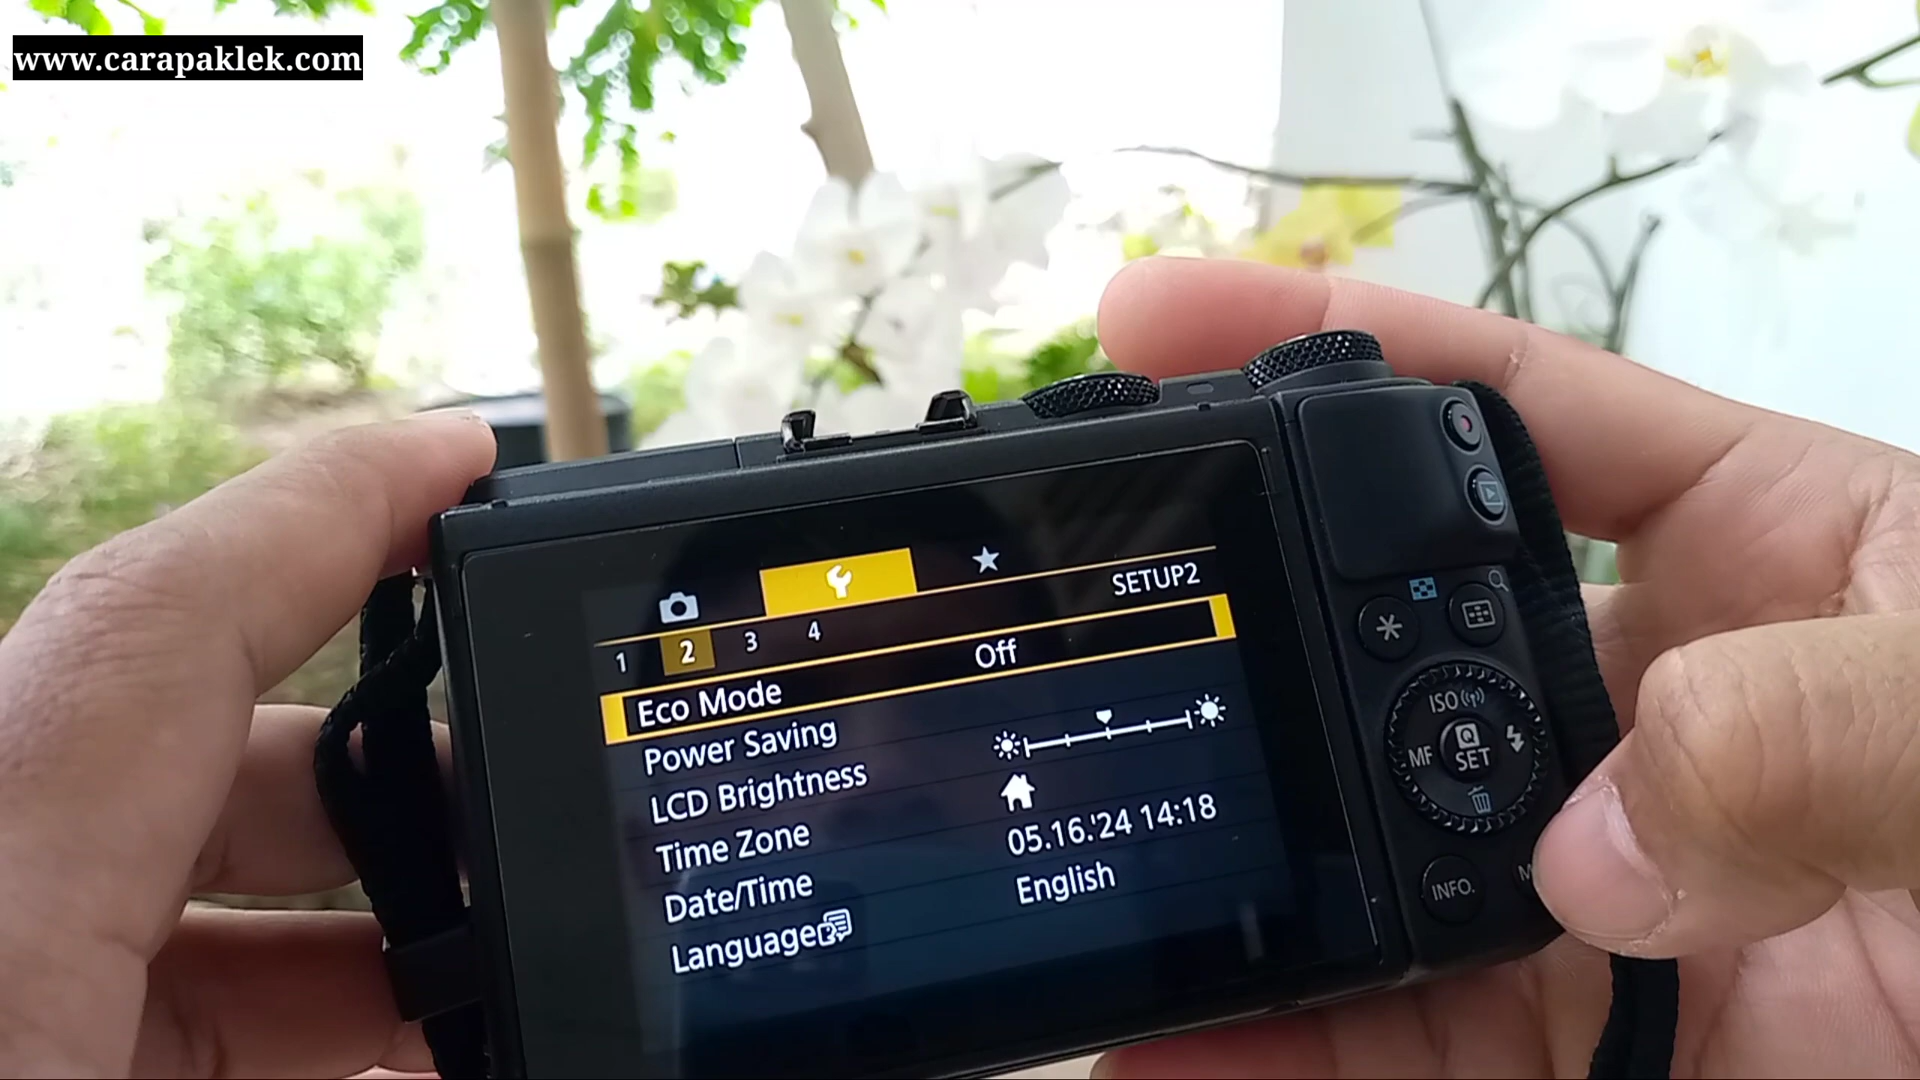 www.carapaklek.com
SETUP2
1 2 3 4
Eco Mode Off
Power Saving
LCD Brightness
Time Zone
Date/Time 05.16.'24 14:18
Language English
ISO
MF
Q
SET
INFO.
M